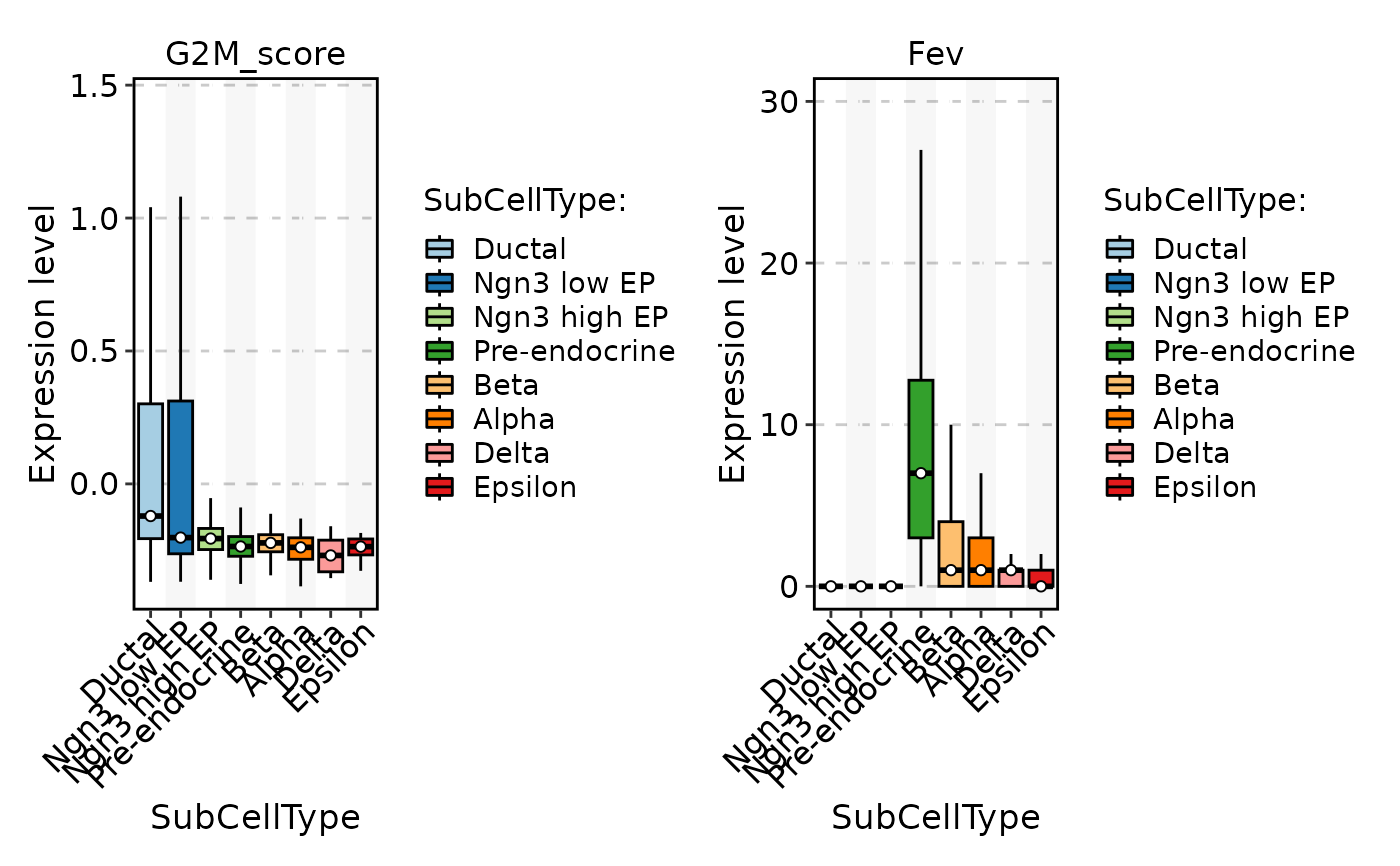 G2M_score
1.5
1.0
0.5
0.0
Expression level
Ductal
Ngn3 low EP
Ngn3 high EP
Pre-endocrine
Beta
Alpha
Delta
Epsilon
SubCellType
SubCellType:
Ductal
Ngn3 low EP
Ngn3 high EP
Pre-endocrine
Beta
Alpha
Delta
Epsilon
Fev
30
20
10
0
Expression level
Ductal
Ngn3 low EP
Ngn3 high EP
Pre-endocrine
Beta
Alpha
Delta
Epsilon
SubCellType
SubCellType:
Ductal
Ngn3 low EP
Ngn3 high EP
Pre-endocrine
Beta
Alpha
Delta
Epsilon